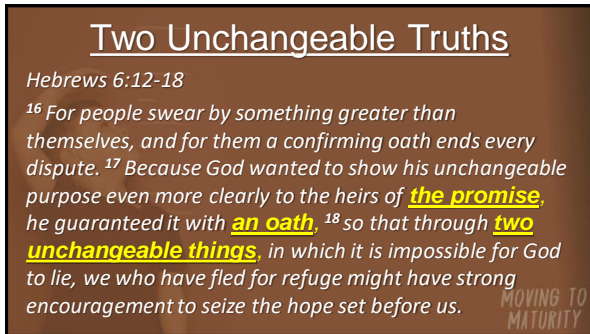 Two Unchangeable Truths
Hebrews 6:12-18
16 For people swear by something greater than
themselves, and for them a confirming oath ends every
dispute. 17 Because God wanted to show his unchangeable
purpose even more clearly to the heirs of the promise,
he guaranteed it with an oath, 18 so that through two
unchangeable things, in which it is impossible for God
to lie, we who have fled for refuge might have strong
encouragement to seize the hope set before us.
MOVING TO
MATURITY